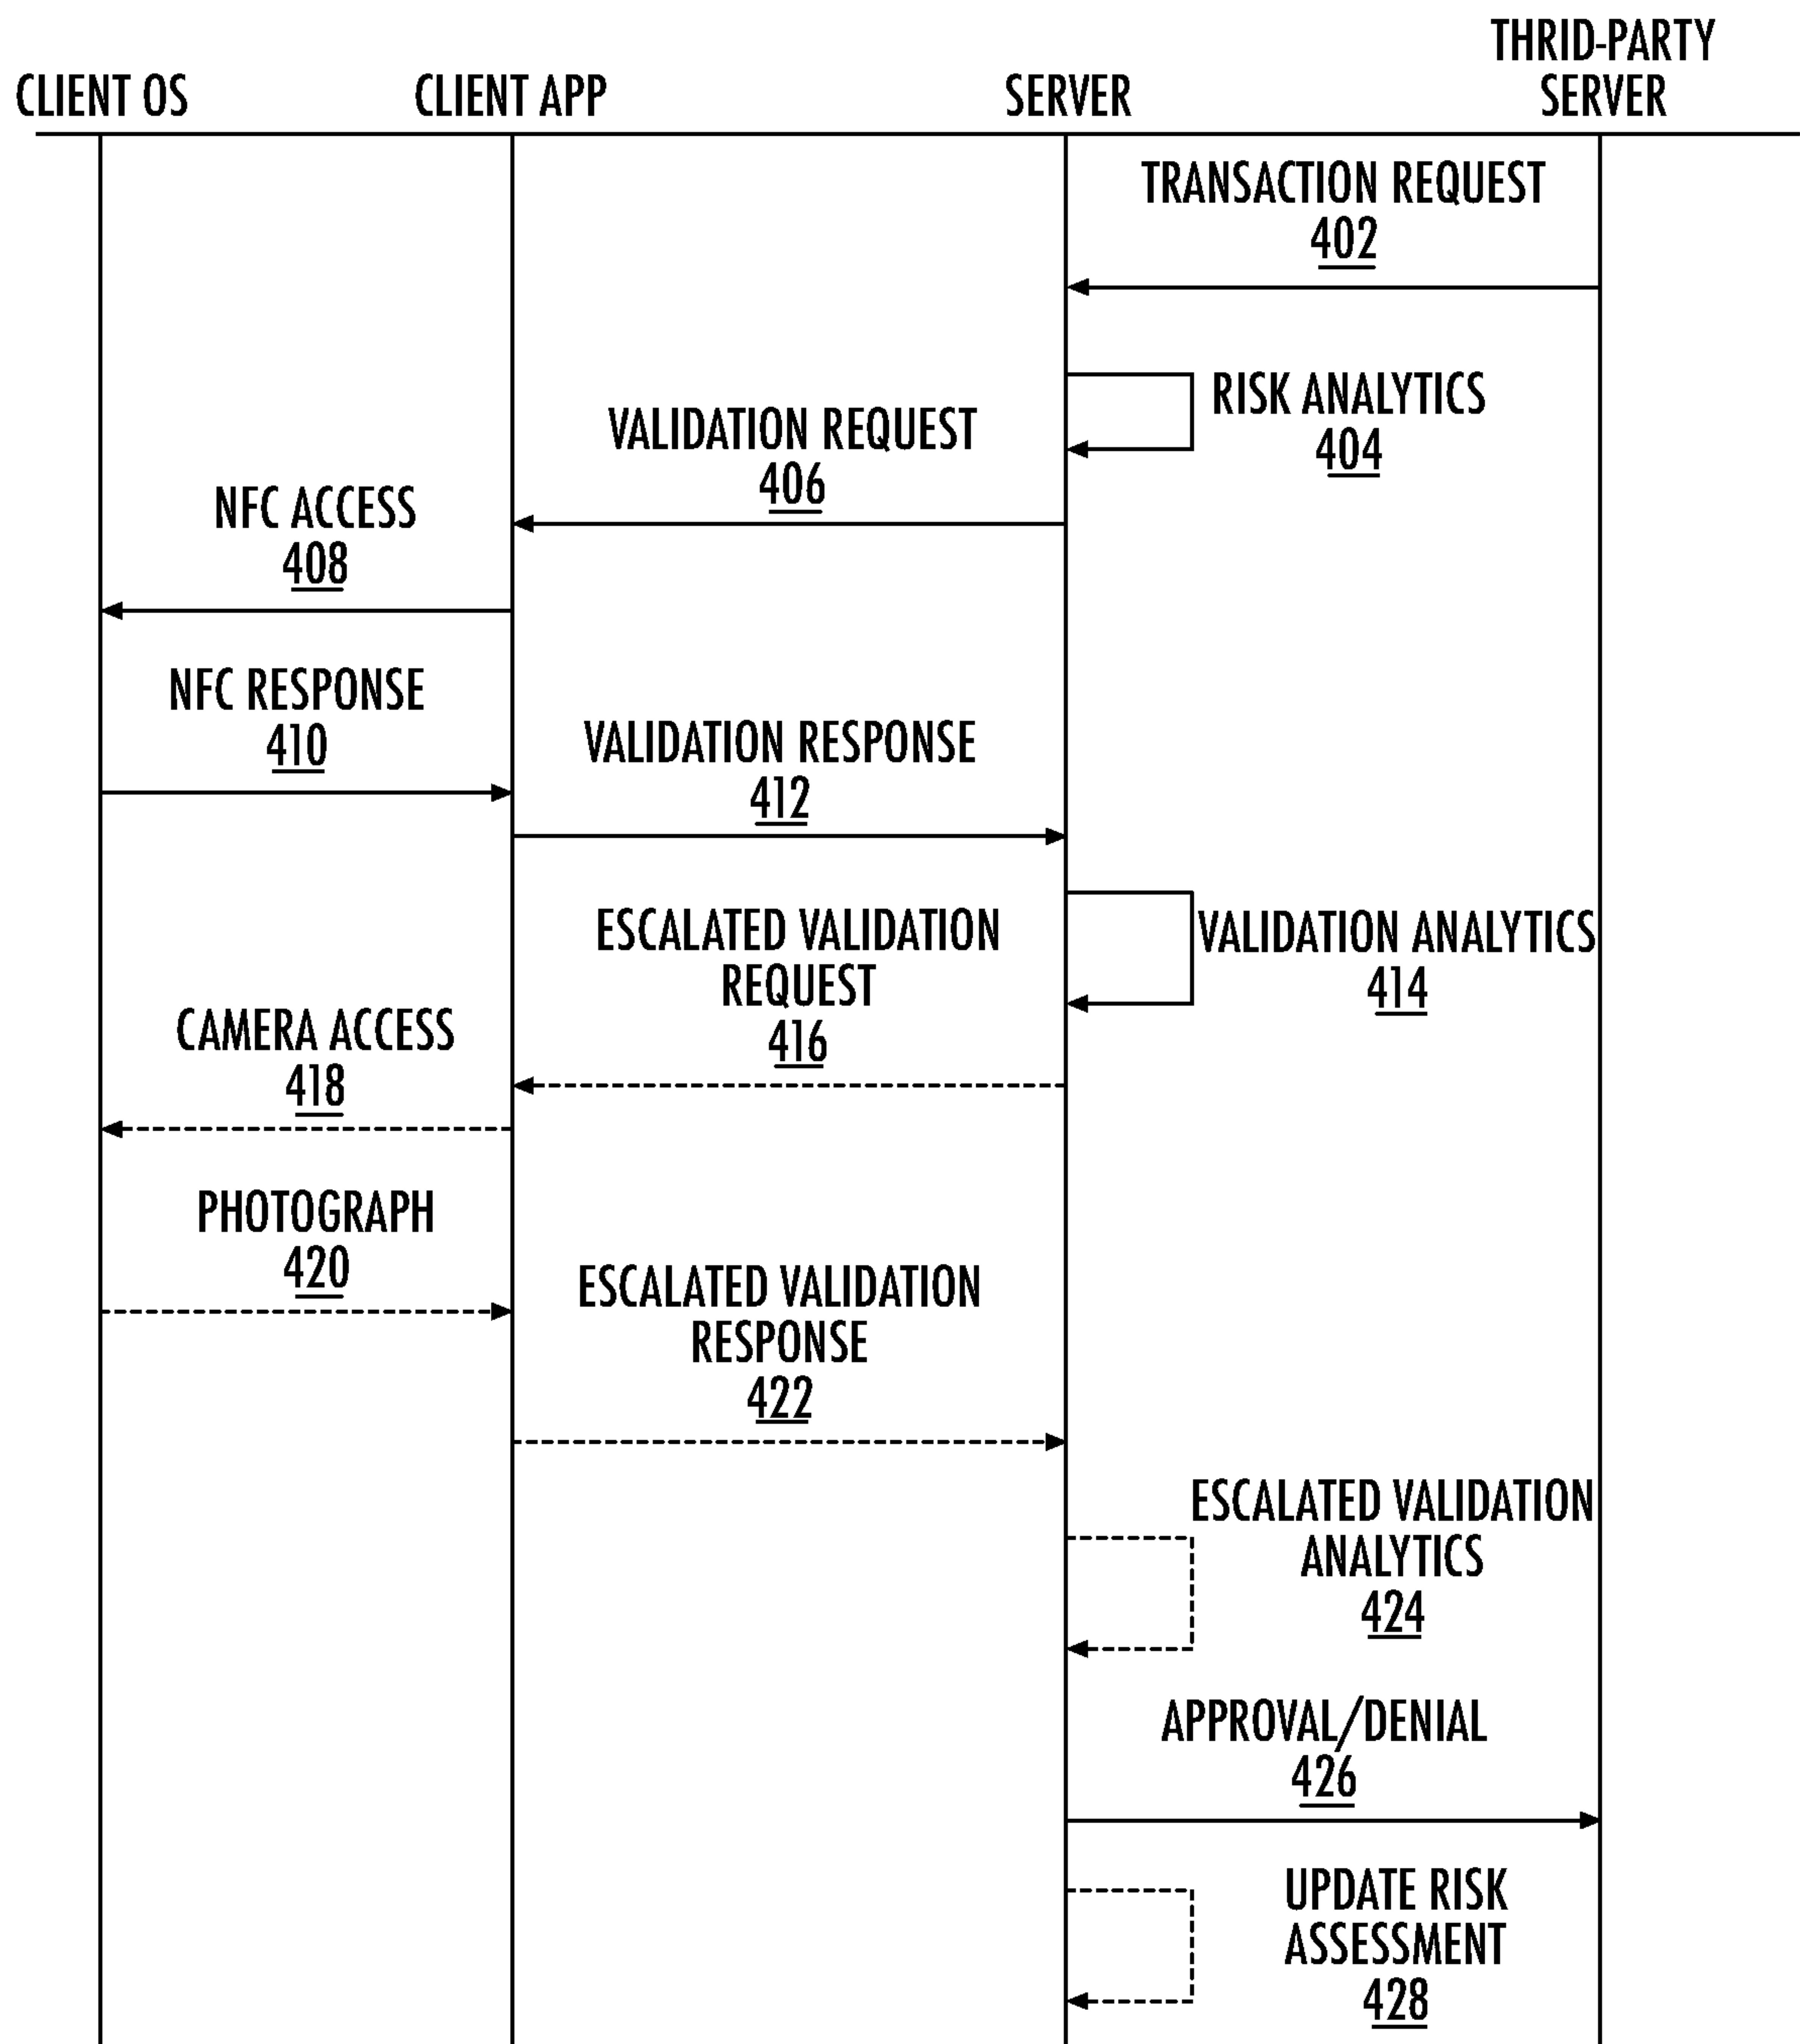 CLIENT OS
CLIENT APP
SERVER
THRID-PARTY
SERVER
TRANSACTION REQUEST
402
RISK ANALYTICS
404
VALIDATION REQUEST
406
NFC ACCESS
408
NFC RESPONSE
410
VALIDATION RESPONSE
412
VALIDATION ANALYTICS
414
ESCALATED VALIDATION
REQUEST
416
CAMERA ACCESS
418
PHOTOGRAPH
420
ESCALATED VALIDATION
RESPONSE
422
ESCALATED VALIDATION
ANALYTICS
424
APPROVAL/DENIAL
426
UPDATE RISK
ASSESSMENT
428